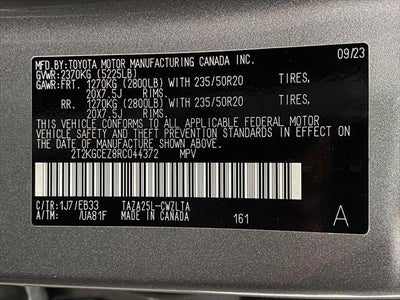 MFD.BY:TOYOTA MOTOR MANUFACTURING CANADA INC. 09/23
GVWR:2370KG (5225LB)
GAWR:FRT. 1270KG (2800LB) WITH 235/50R20 TIRES,
20X7.5J RIMS.
RR. 1270KG (2800LB) WITH 235/50R20 TIRES,
20X7.5J RIMS.
THIS VEHICLE CONFORMS TO ALL APPLICABLE FEDERAL MOTOR
VEHICLE SAFETY AND THEFT PREVENTION STANDARDS IN EFFECT
ON THE DATE OF MANUFACTURE SHOWN ABOVE.
2T2KGCEZ8RC044372 MPV
C/TR:1J7/EB33 TAZA25L-CWZLTA
A/TM: /UA81F MADE IN CANADA 161 A